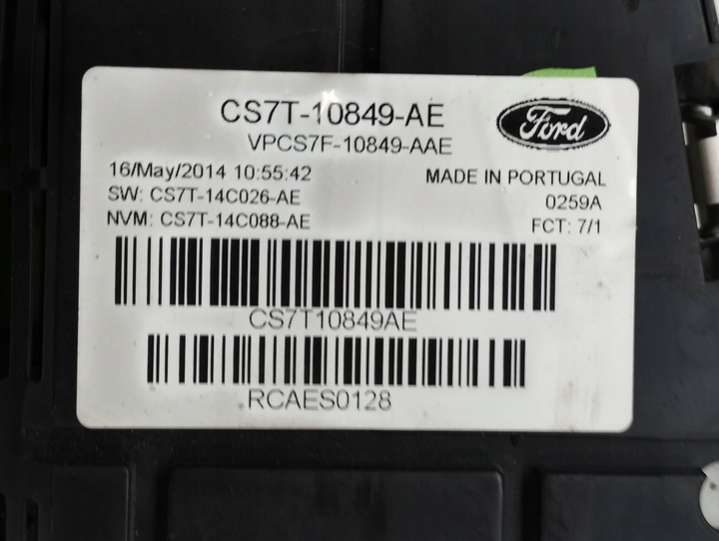 CS7T-10849-AE
VPCS7F-10849-AAE
Ford
16/May/2014 10:55:42
MADE IN PORTUGAL
SW: CS7T-14C026-AE
0259A
NVM: CS7T-14C088-AE
FCT: 7/1
CS7T10849AE
RCAES0128